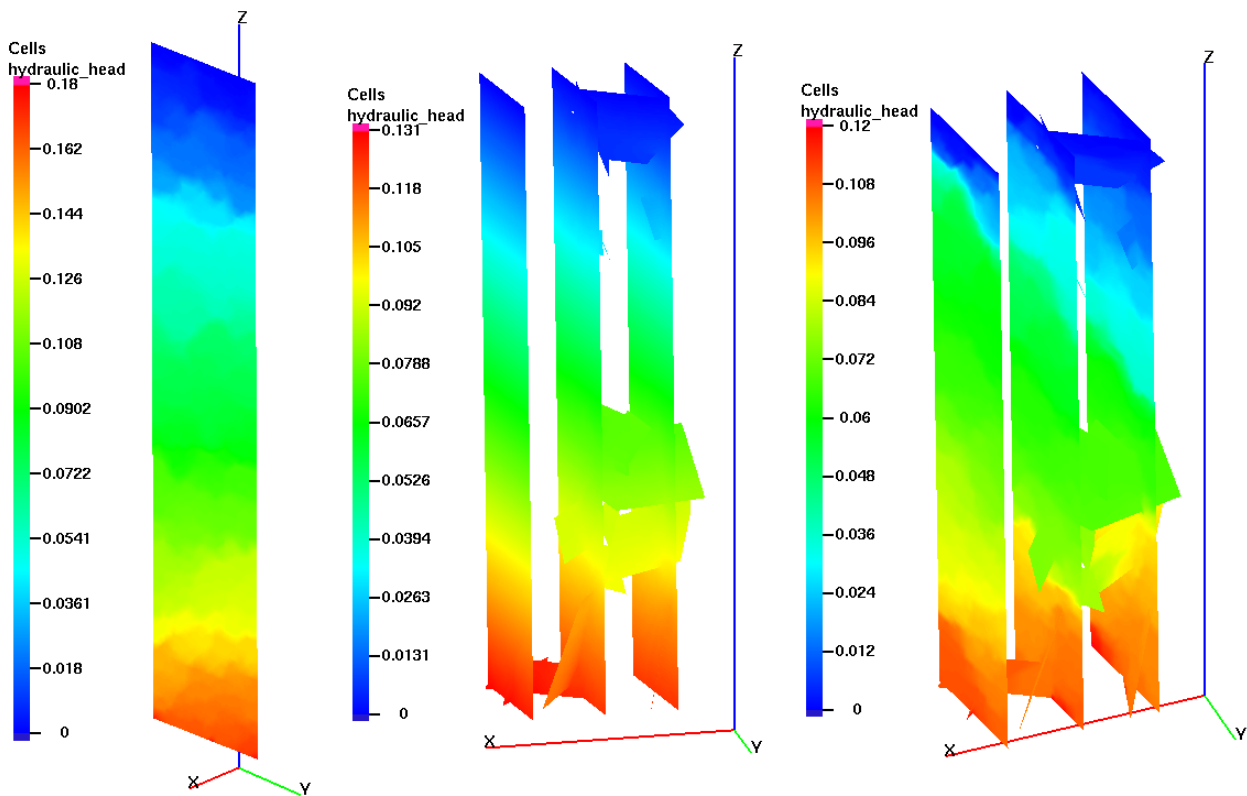 Cells
hydraulic_head
0.18
0.162
0.144
0.126
0.108
0.0902
0.0722
0.0541
0.0361
0.018
0
Z
X
Y
Cells
hydraulic_head
0.131
0.118
0.105
0.092
0.0788
0.0657
0.0526
0.0394
0.0263
0.0131
0
Z
X
Y
Cells
hydraulic_head
0.12
0.108
0.096
0.084
0.072
0.06
0.048
0.036
0.024
0.012
0
Z
X
Y